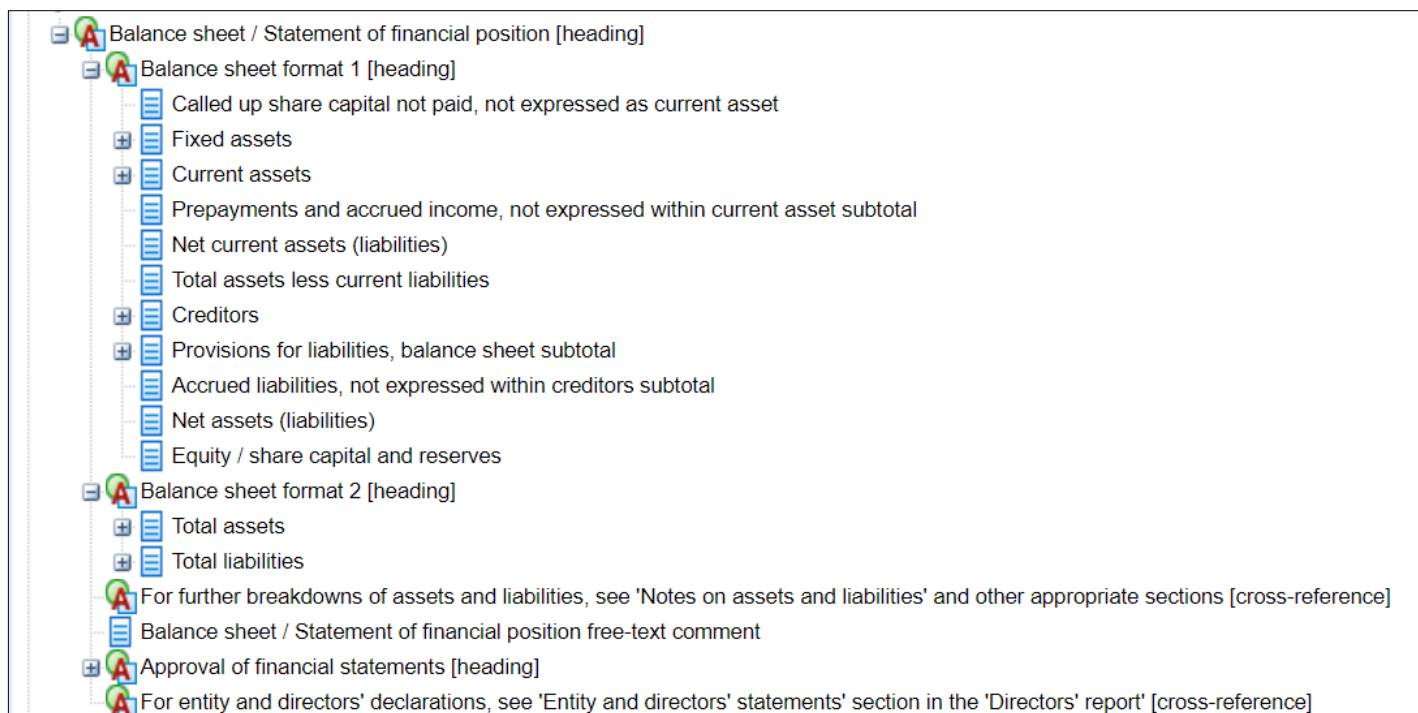 Balance sheet / Statement of financial position [heading]
Balance sheet format 1 [heading]
Called up share capital not paid, not expressed as current asset
Fixed assets
Current assets
Prepayments and accrued income, not expressed within current asset subtotal
Net current assets (liabilities)
Total assets less current liabilities
Creditors
Provisions for liabilities, balance sheet subtotal
Accrued liabilities, not expressed within creditors subtotal
Net assets (liabilities)
Equity / share capital and reserves
Balance sheet format 2 [heading]
Total assets
Total liabilities
For further breakdowns of assets and liabilities, see 'Notes on assets and liabilities' and other appropriate sections [cross-reference]
Balance sheet / Statement of financial position free-text comment
Approval of financial statements [heading]
For entity and directors' declarations, see 'Entity and directors' statements' section in the 'Directors' report' [cross-reference]